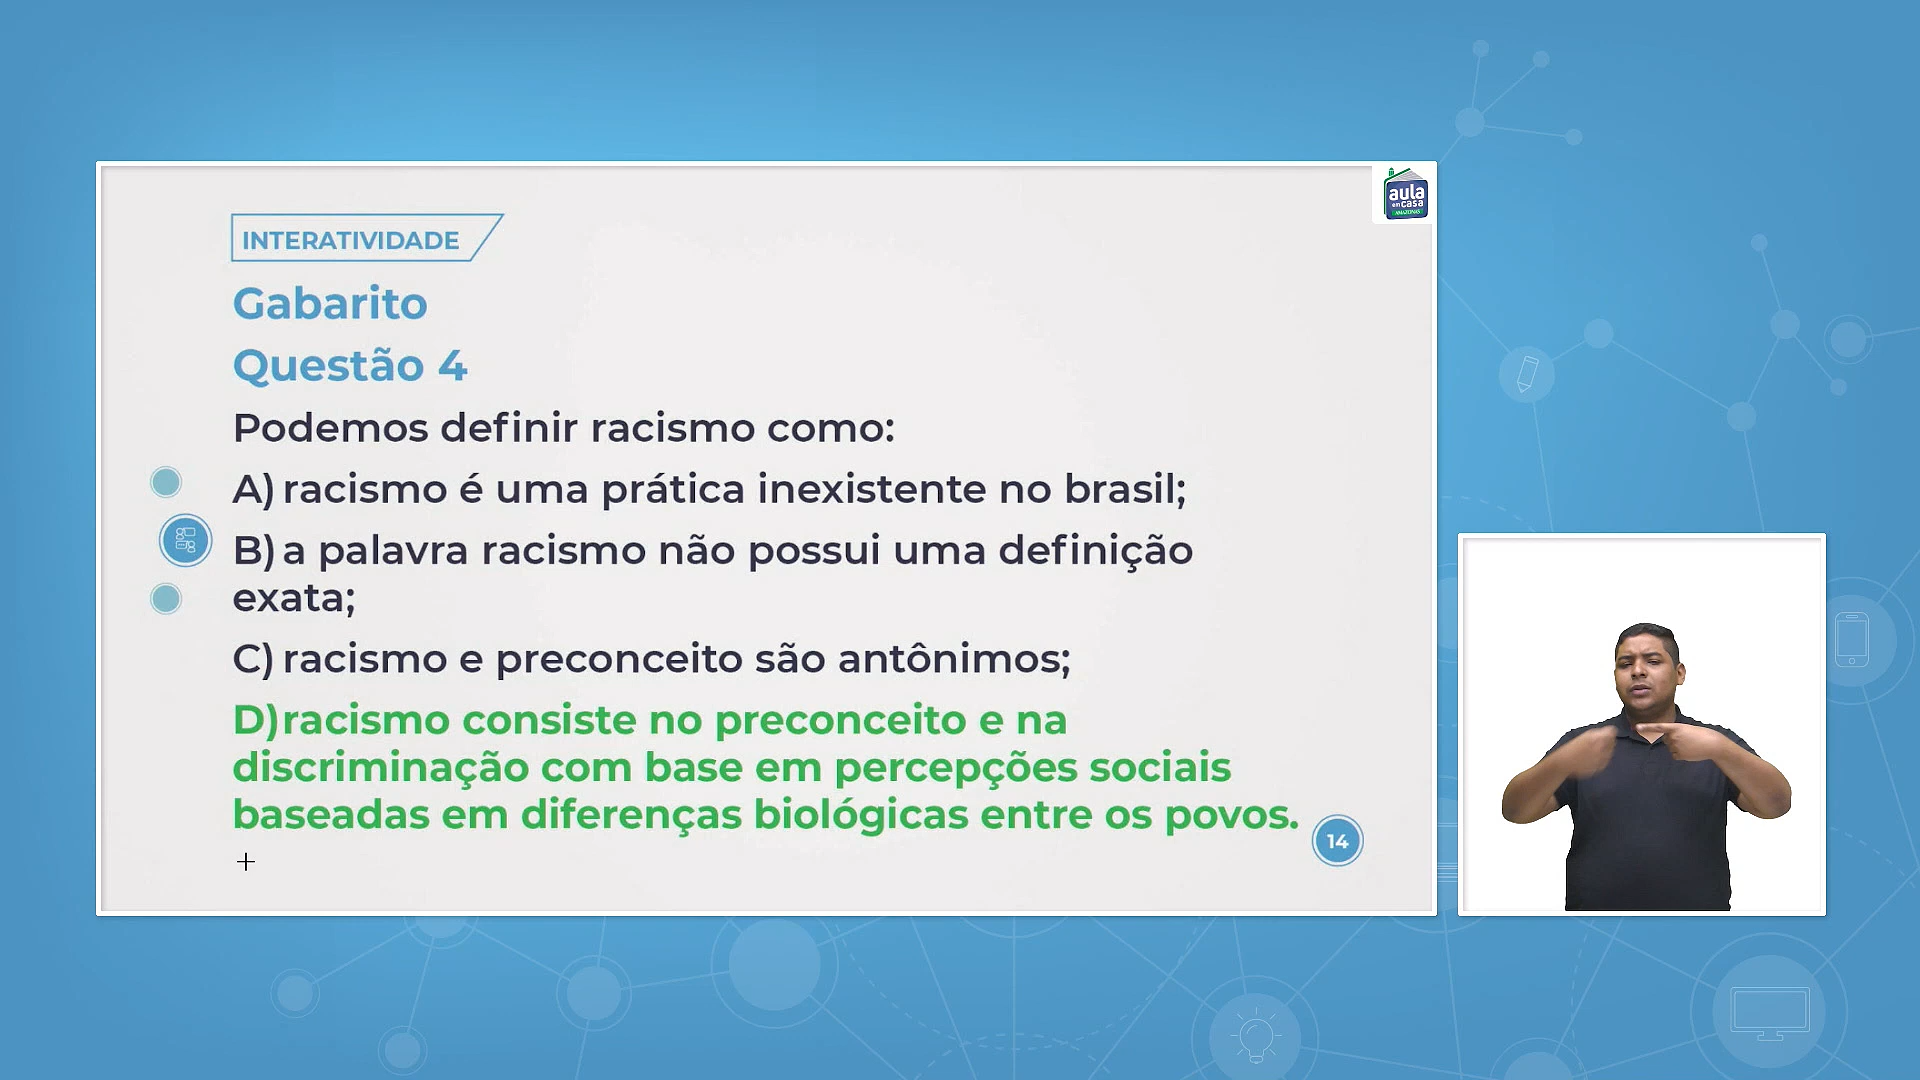 aula
em casa
AMAZONAS
INTERATIVIDADE
Gabarito
Questão 4
Podemos definir racismo como:
A) racismo é uma prática inexistente no brasil;
B) a palavra racismo não possui uma definição
exata;
C) racismo e preconceito são antônimos;
D) racismo consiste no preconceito e na
discriminação com base em percepções sociais
baseadas em diferenças biológicas entre os povos.
14